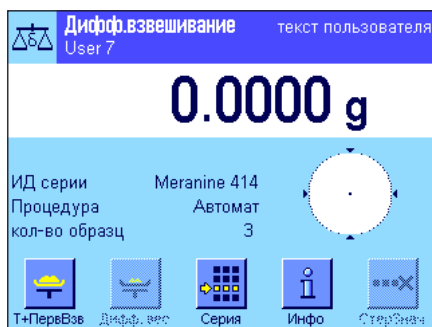 Дифф.взвешивание
текст пользователя
User 7
0.0000 g
ИД серии Meranine 414
Процедура Автомат
кол-во образц 3
Т+ПервВзв Дифф. вес Серия Инфо СтерЗнач